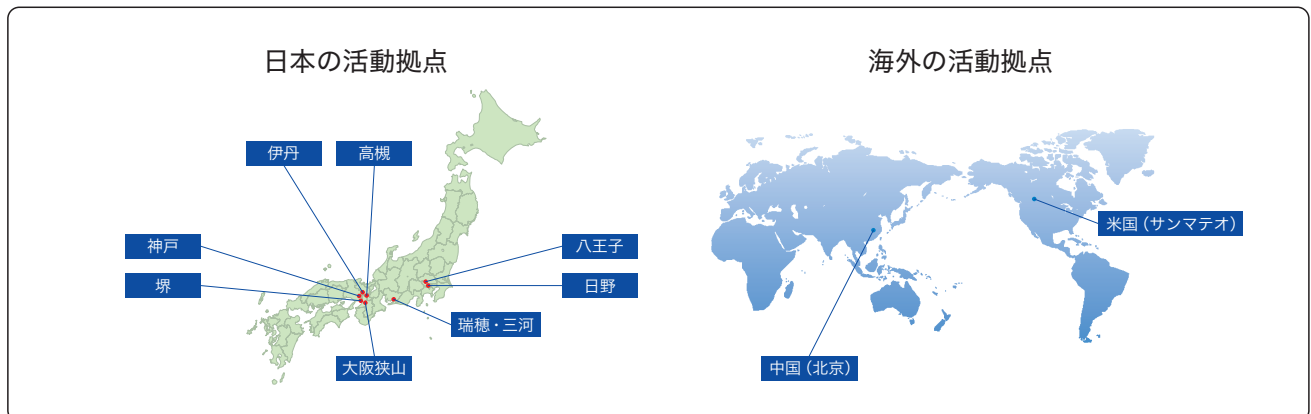 日本の活動拠点
伊丹
高槻
神戸
八王子
堺
日野
瑞穂・三河
大阪狭山
海外の活動拠点
米国（サンマテオ）
中国（北京）